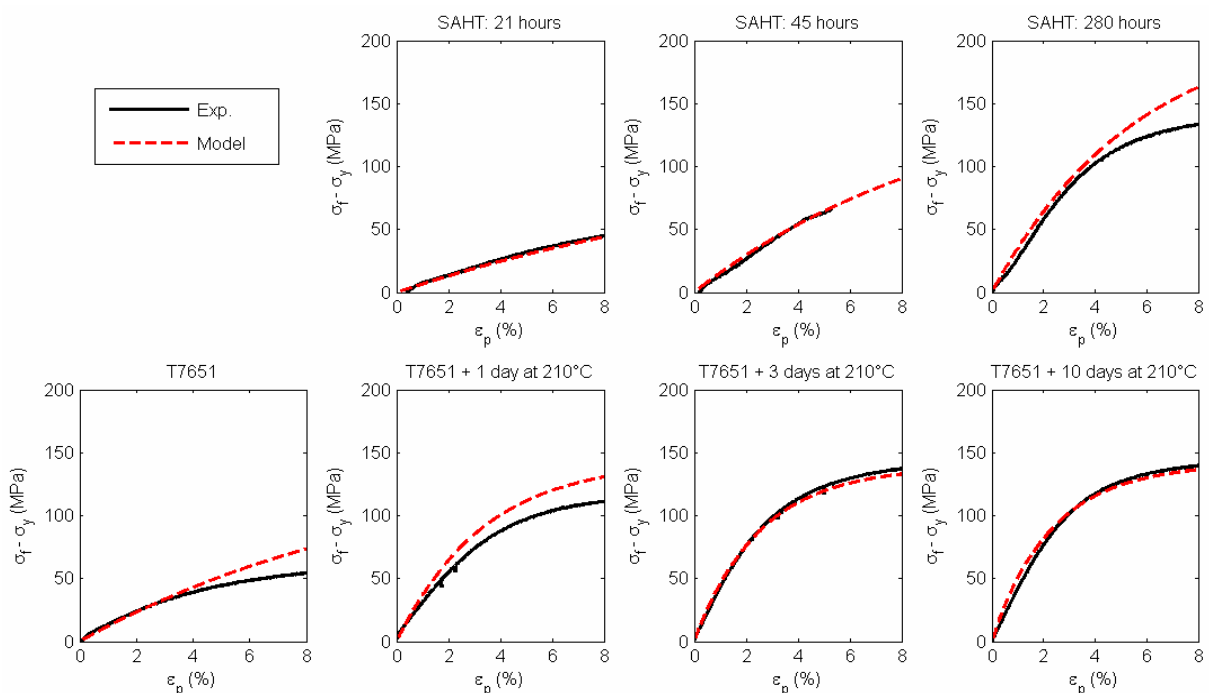 SAHT: 21 hours
SAHT: 45 hours
SAHT: 280 hours
Exp.
Model
200
150
100
50
0
σf - σy (MPa)
0 2 4 6 8
εp (%)
200
150
100
50
0
σf - σy (MPa)
0 2 4 6 8
εp (%)
200
150
100
50
0
σf - σy (MPa)
0 2 4 6 8
εp (%)
T7651
T7651 + 1 day at 210°C
T7651 + 3 days at 210°C
T7651 + 10 days at 210°C
200
150
100
50
0
σf - σy (MPa)
0 2 4 6 8
εp (%)
200
150
100
50
0
σf - σy (MPa)
0 2 4 6 8
εp (%)
200
150
100
50
0
σf - σy (MPa)
0 2 4 6 8
εp (%)
200
150
100
50
0
σf - σy (MPa)
0 2 4 6 8
εp (%)